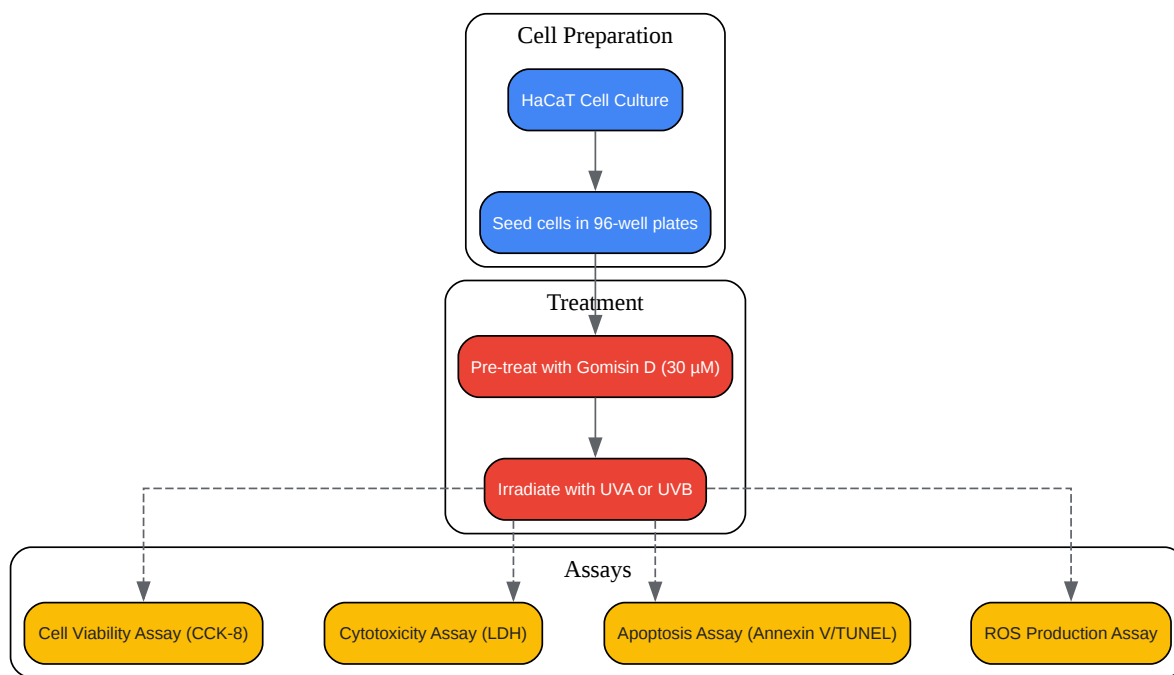 Cell Preparation
HaCaT Cell Culture
Seed cells in 96-well plates
Treatment
Pre-treat with Gomisin D (30 µM)
Irradiate with UVA or UVB
Assays
Cell Viability Assay (CCK-8)
Cytotoxicity Assay (LDH)
Apoptosis Assay (Annexin V/TUNEL)
ROS Production Assay